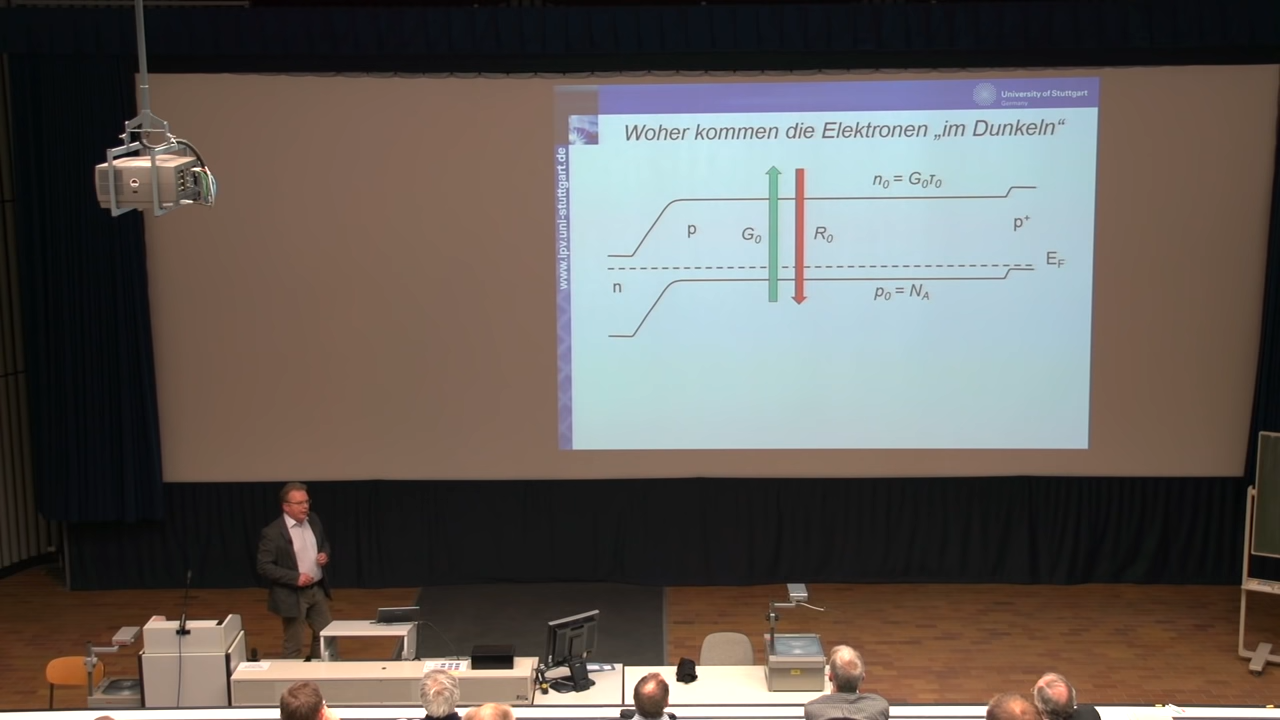 University of Stuttgart
Germany
www.ipv.uni-stuttgart.de
Woher kommen die Elektronen „im Dunkeln“
n₀ = G₀τ₀
p
G₀
R₀
p⁺
E_F
n
p₀ = N_A